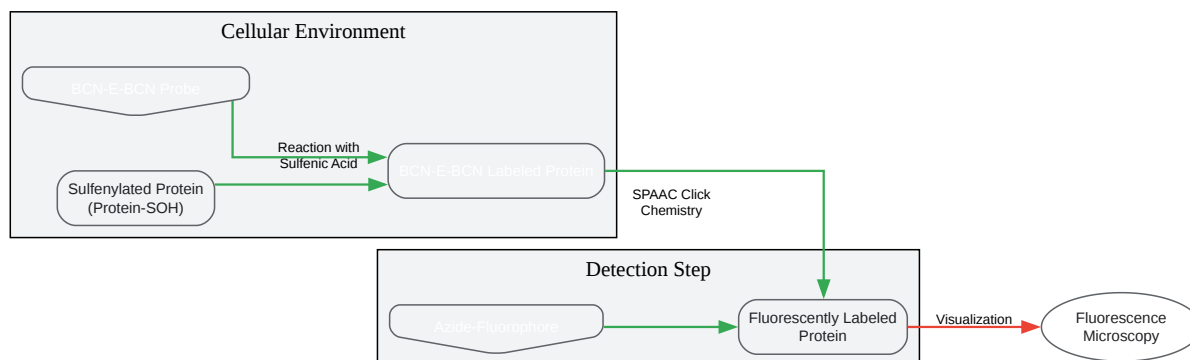 Cellular Environment
BCN-E-BCN Probe
Reaction with
Sulfenic Acid
BCN-E-BCN Labeled Protein
Sulfenylated Protein
(Protein-SOH)
SPAAC Click
Chemistry
Detection Step
Azide-Fluorophore
Fluorescently Labeled
Protein
Visualization
Fluorescence
Microscopy